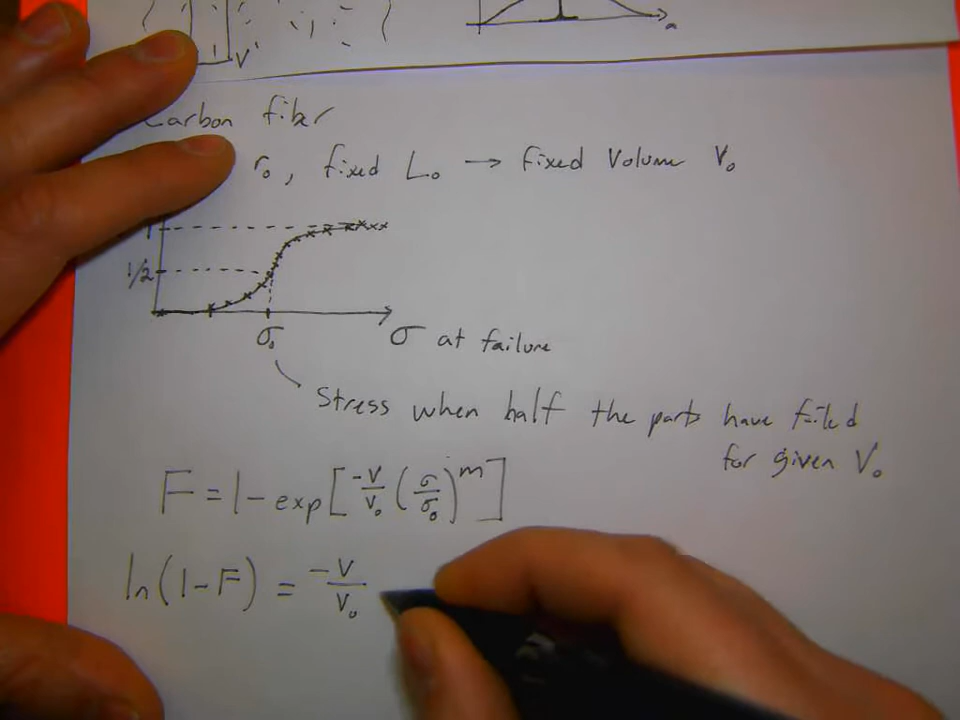 V'
Carbon fiber
r₀, fixed L₀ → fixed Volume V₀
1
1/2
σ₀
σ at failure
Stress when half the parts have failed
for given V₀
F = 1 - exp[-V/V₀ (σ/σ₀)^m]
ln(1-F) = -V/V₀